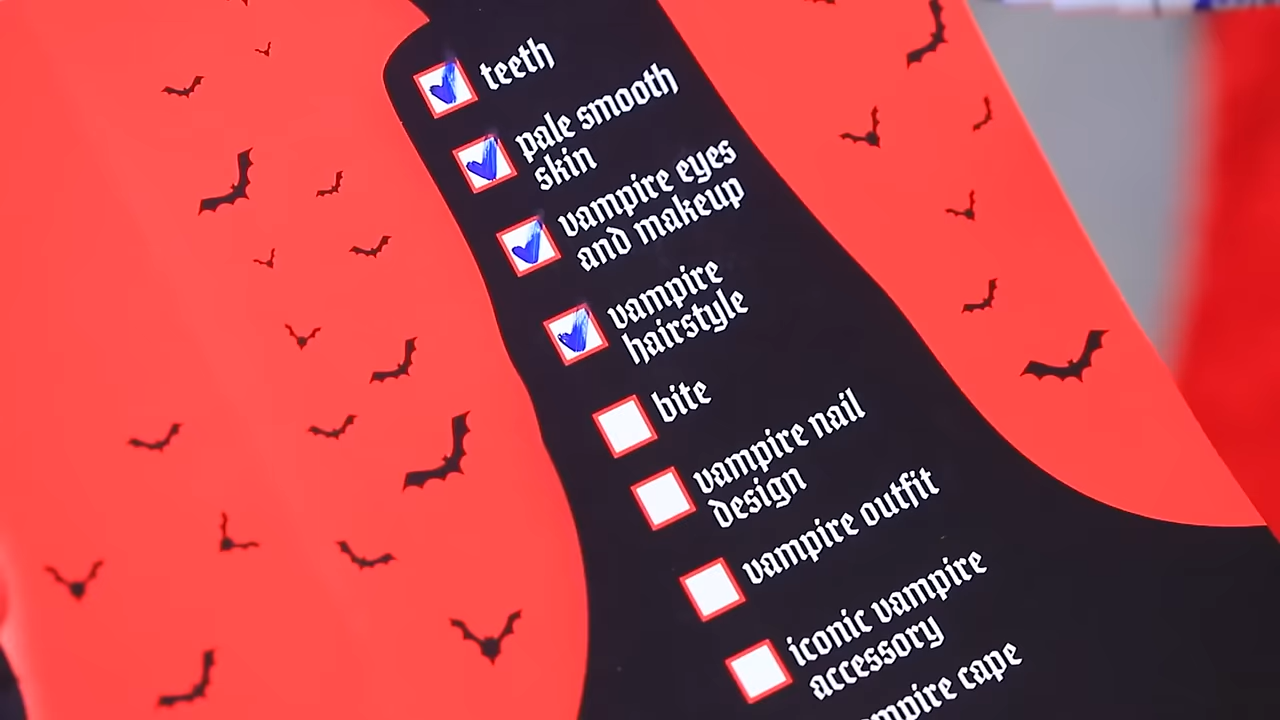 teeth
pale smooth
skin
vampire eyes
and makeup
vampire
hairstyle
bite
vampire nail
design
vampire outfit
iconic vampire
accessory
cape